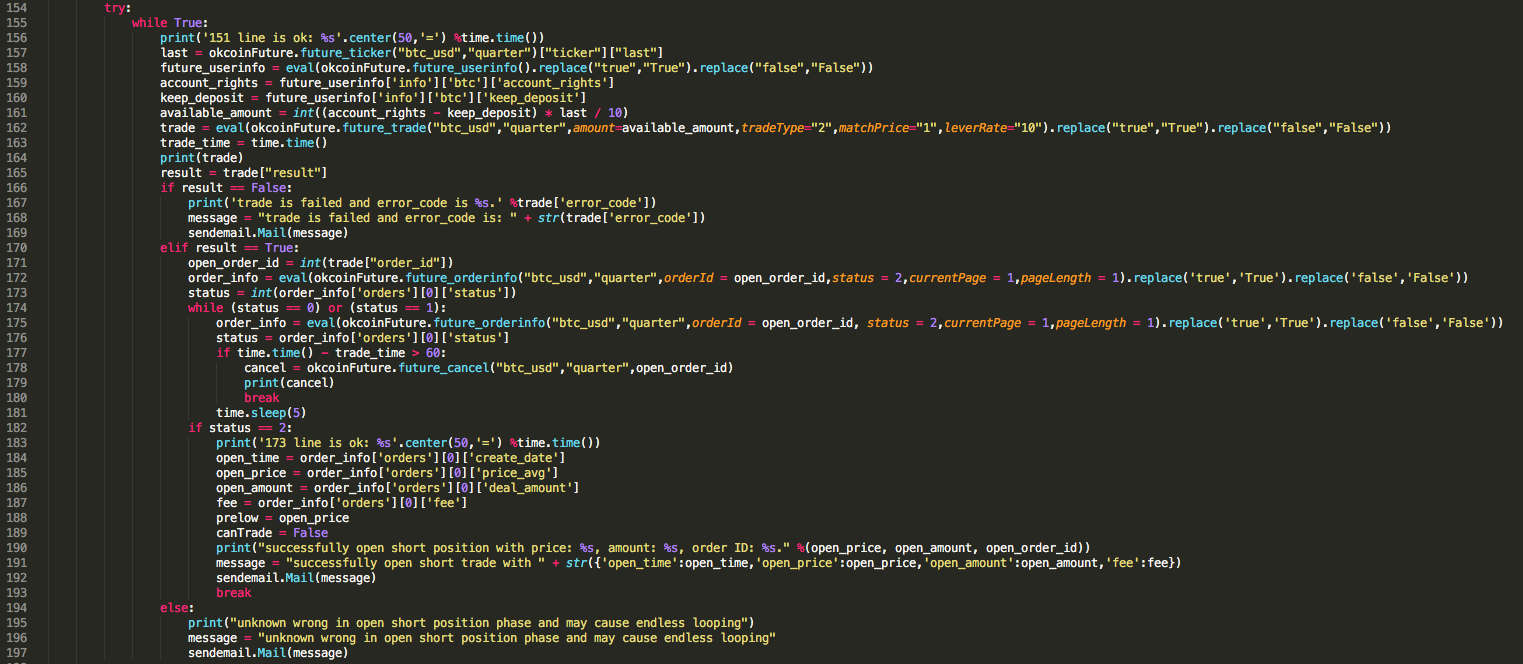 154 try:
155 while True:
156 print('151 line is ok: %s'.center(50,'=') %time.time())
157 last = okcoinFuture.future_ticker("btc_usd","quarter")["ticker"]["last"]
158 future_userinfo = eval(okcoinFuture.future_userinfo().replace("true","True").replace("false","False"))
159 account_rights = future_userinfo['info']['btc']['account_rights']
160 keep_deposit = future_userinfo['info']['btc']['keep_deposit']
161 available_amount = int((account_rights - keep_deposit) * last / 10)
162 trade = eval(okcoinFuture.future_trade("btc_usd","quarter",amount=available_amount,tradeType="2",matchPrice="1",leverRate="10").replace("true","True").replace("false","False"))
163 trade_time = time.time()
164 print(trade)
165 result = trade["result"]
166 if result == False:
167 print('trade is failed and error_code is %s.' %trade['error_code'])
168 message = "trade is failed and error_code is: " + str(trade['error_code'])
169 sendemail.Mail(message)
170 elif result == True:
171 open_order_id = int(trade["order_id"])
172 order_info = eval(okcoinFuture.future_orderinfo("btc_usd","quarter",orderId = open_order_id,status = 2,currentPage = 1,pageLength = 1).replace('true','True').replace('false','False'))
173 status = int(order_info['orders'][0]['status'])
174 while (status == 0) or (status == 1):
175 order_info = eval(okcoinFuture.future_orderinfo("btc_usd","quarter",orderId = open_order_id, status = 2,currentPage = 1,pageLength = 1).replace('true','True').replace('false','False'))
176 status = order_info['orders'][0]['status']
177 if time.time() - trade_time > 60:
178 cancel = okcoinFuture.future_cancel("btc_usd","quarter",open_order_id)
179 print(cancel)
180 break
181 time.sleep(5)
182 if status == 2:
183 print('173 line is ok: %s'.center(50,'=') %time.time())
184 open_time = order_info['orders'][0]['create_date']
185 open_price = order_info['orders'][0]['price_avg']
186 open_amount = order_info['orders'][0]['deal_amount']
187 fee = order_info['orders'][0]['fee']
188 prelow = open_price
189 canTrade = False
190 print("successfully open short position with price: %s, amount: %s, order ID: %s." %(open_price, open_amount, open_order_id))
191 message = "successfully open short trade with " + str({'open_time':open_time,'open_price':open_price,'open_amount':open_amount,'fee':fee})
192 sendemail.Mail(message)
193 break
194 else:
195 print("unknown wrong in open short position phase and may cause endless looping")
196 message = "unknown wrong in open short position phase and may cause endless looping"
197 sendemail.Mail(message)